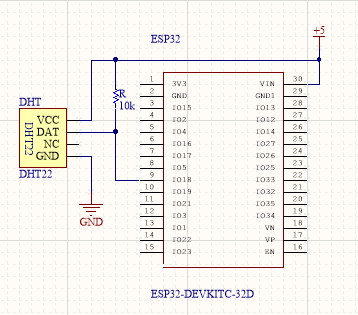 ESP32
+5
DHT
VCC
DAT
NC
GND
DHT22
DHT22
GND
R
10k
1 3V3 VIN 30
2 GND GND1 29
3 IO15 IO13 28
4 IO2 IO12 27
5 IO4 IO14 26
6 IO16 IO27 25
7 IO17 IO26 24
8 IO5 IO25 23
9 IO18 IO33 22
10 IO19 IO32 21
11 IO21 IO35 20
12 IO3 IO34 19
13 IO1 VN 18
14 IO22 VP 17
15 IO23 EN 16
ESP32-DEVKITC-32D